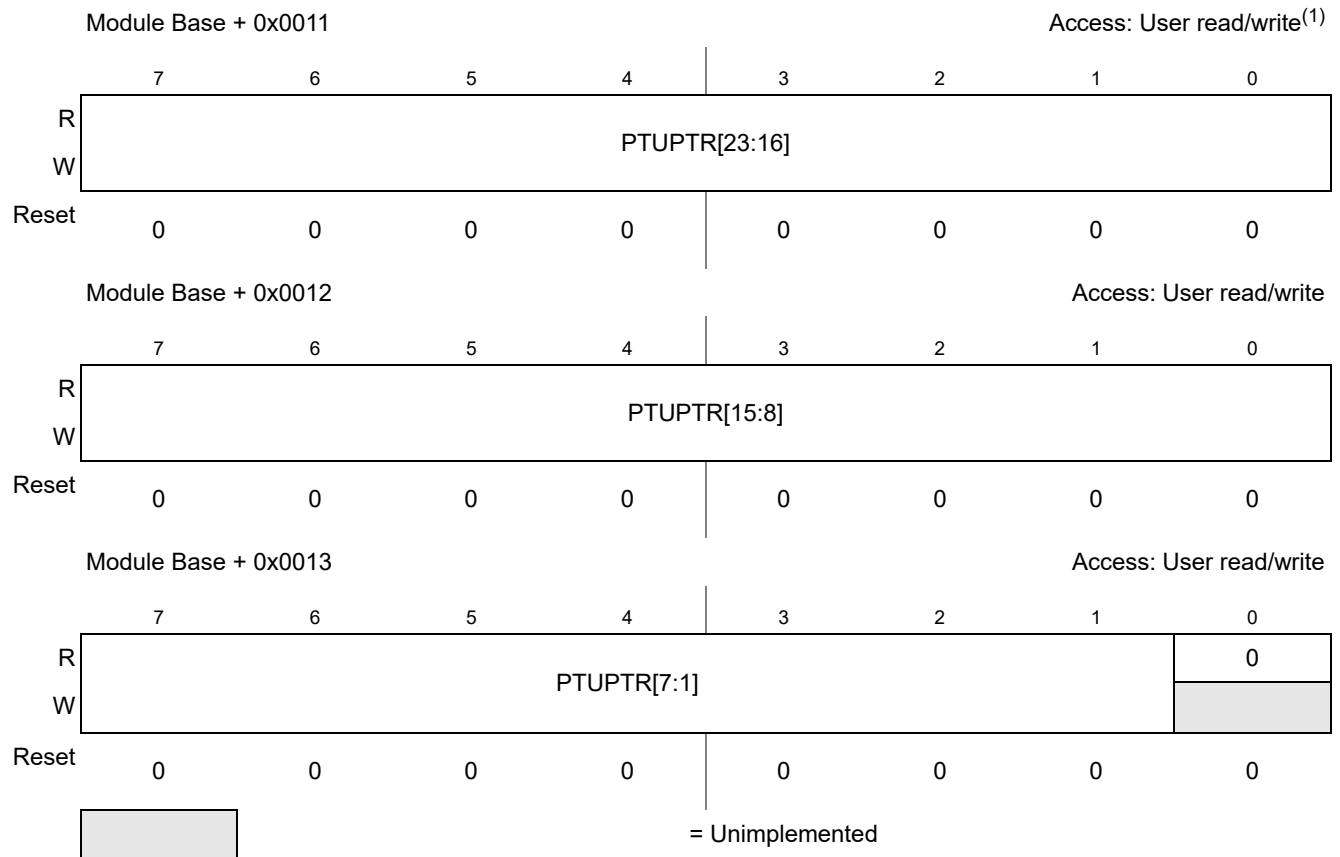 Module Base + 0x0011 Access: User read/write(1)
7 6 5 4 3 2 1 0
R
PTUPTR[23:16]
W
Reset 0 0 0 0 0 0 0 0
Module Base + 0x0012 Access: User read/write
7 6 5 4 3 2 1 0
R
PTUPTR[15:8]
W
Reset 0 0 0 0 0 0 0 0
Module Base + 0x0013 Access: User read/write
7 6 5 4 3 2 1 0
R 0
PTUPTR[7:1]
W
Reset 0 0 0 0 0 0 0 0
= Unimplemented